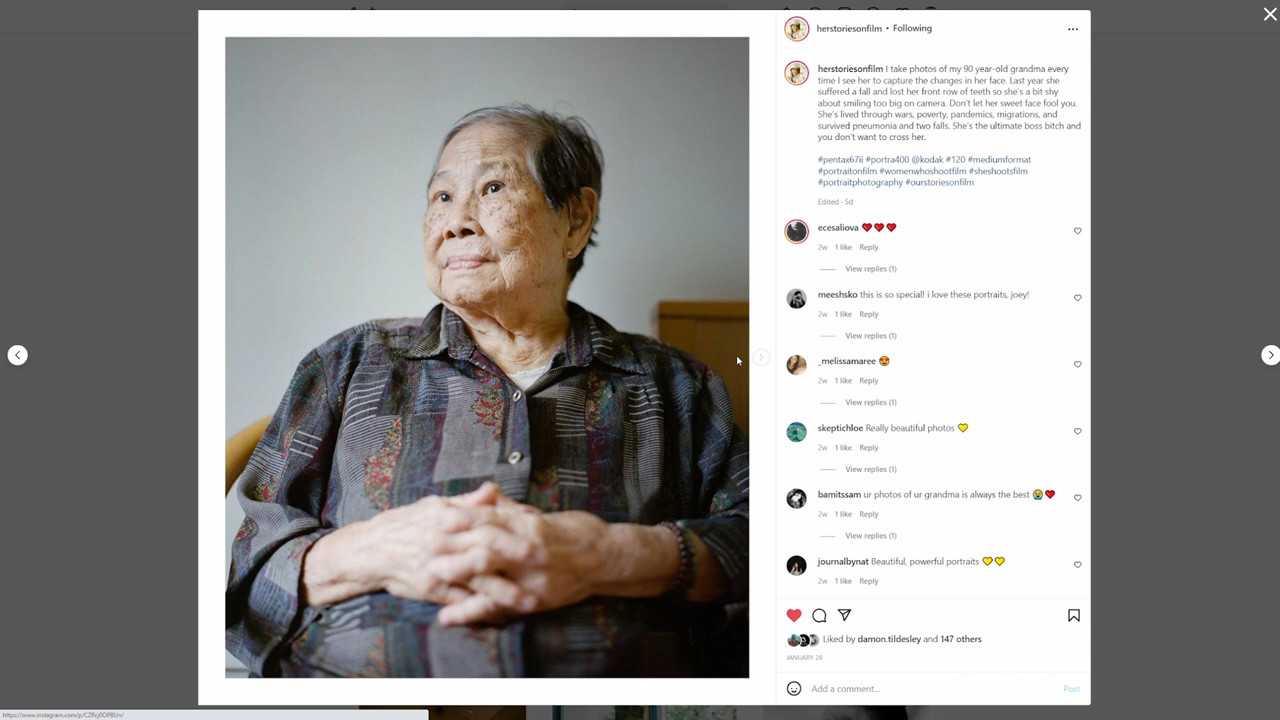 herstoriesonfilm • Following
herstoriesonfilm I take photos of my 90 year-old grandma every
time I see her to capture the changes in her face. Last year she
suffered a fall and lost her front row of teeth so she's a bit shy
about smiling too big on camera. Don't let her sweet face fool you.
She's lived through wars, poverty, pandemics, migrations, and
survived pneumonia and two falls. She's the ultimate boss bitch and
you don't want to cross her.
#pentax67ii #portra400 @kodak #120 #mediumformat
#portraitonfilm #womenwhoshootfilm #sheshootsfilm
#portraitphotography #ourstoriesonfilm
Edited · 5d
ecesaliova ❤❤❤
2w 1 like Reply
View replies (1)
meeshsko this is so special! i love these portraits, joey!
2w 1 like Reply
View replies (1)
_melissamaree 😍
2w 1 like Reply
View replies (1)
skeptichloe Really beautiful photos 💛
2w 1 like Reply
View replies (1)
bamitssam ur photos of ur grandma is always the best 😭❤
2w 1 like Reply
View replies (1)
journalbynat Beautiful, powerful portraits 💛💛
2w 1 like Reply
Liked by damon.tildesley and 147 others
JANUARY 28
Add a comment... Post